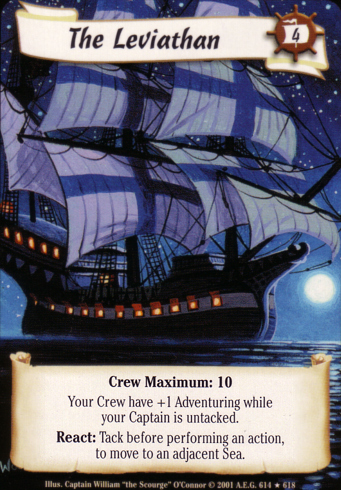 The Leviathan
4
Crew Maximum: 10
Your Crew have +1 Adventuring while
your Captain is untacked.
React: Tack before performing an action,
to move to an adjacent Sea.
Illus. Captain William "the Scourge" O'Connor © 2001 A.E.G. 614 ★ 618